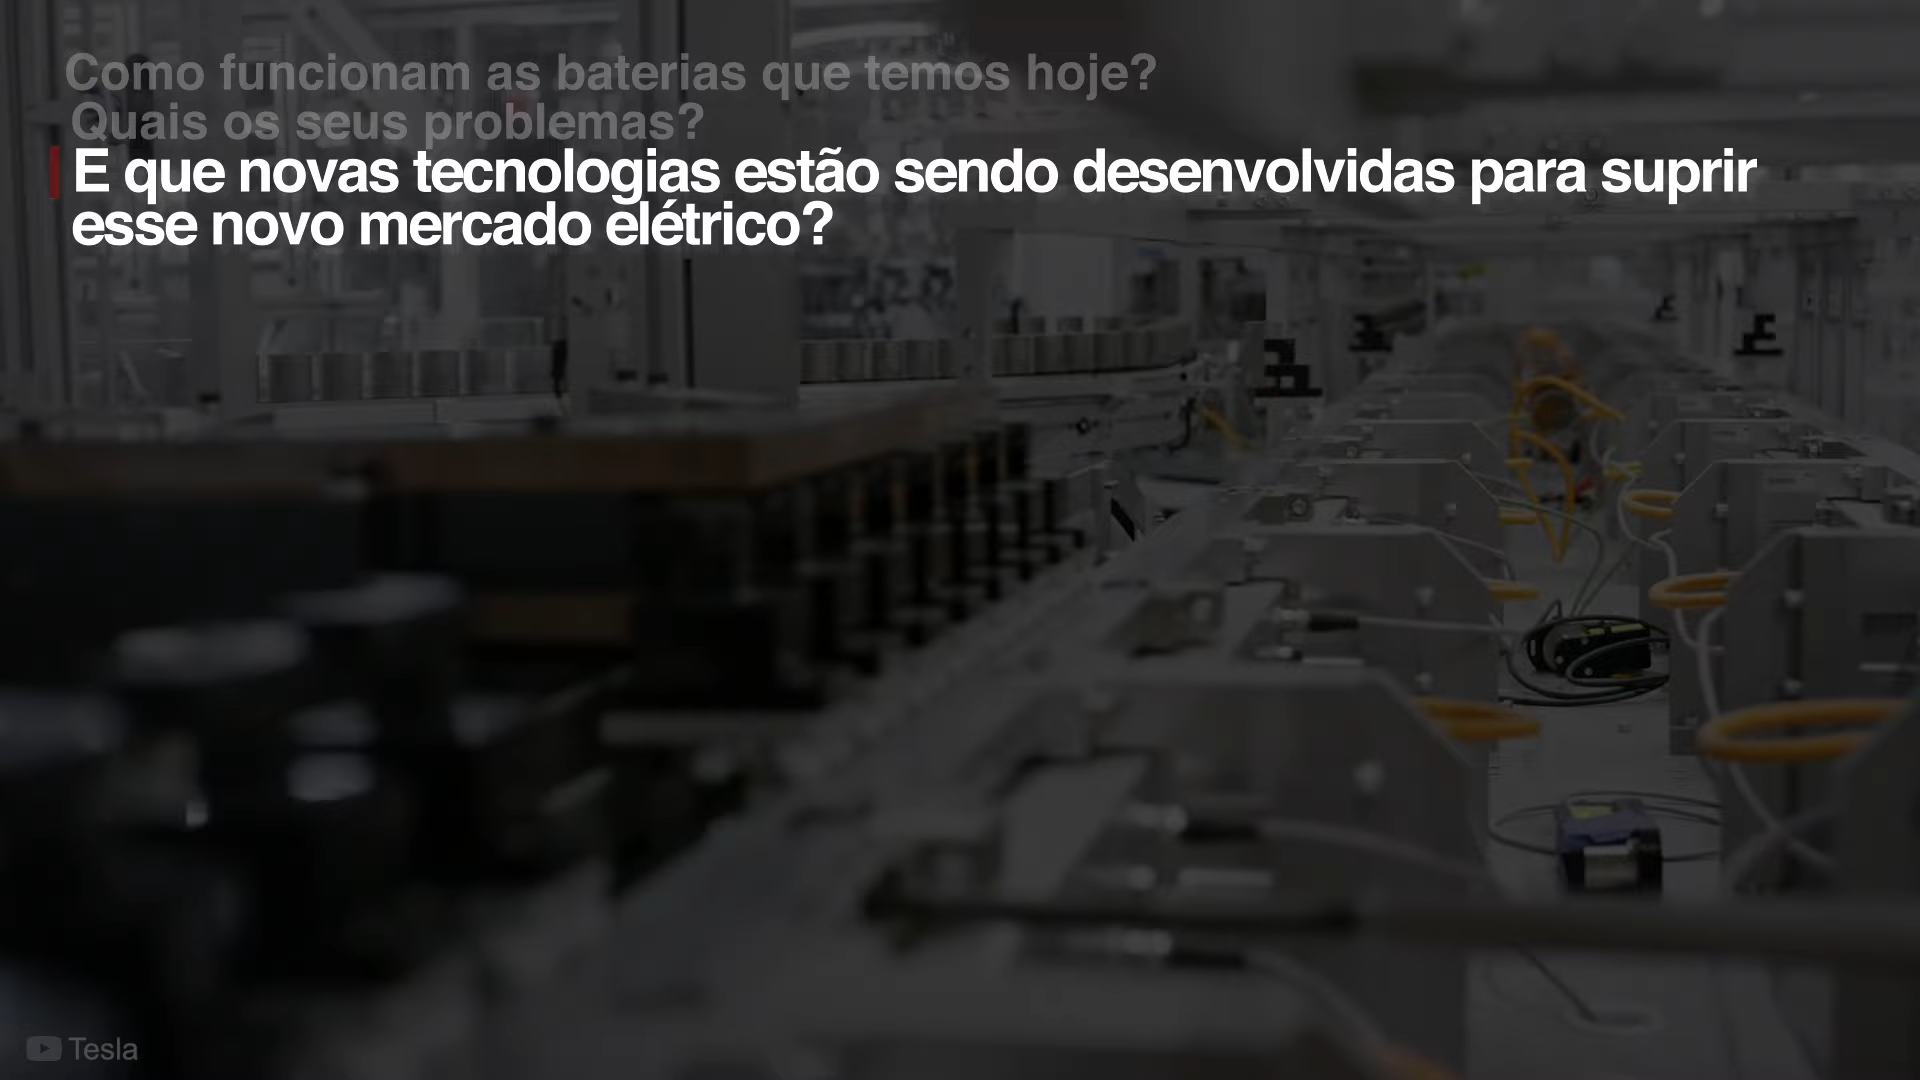 Como funcionam as baterias que temos hoje?
Quais os seus problemas?
E que novas tecnologias estão sendo desenvolvidas para suprir
esse novo mercado elétrico?
Tesla